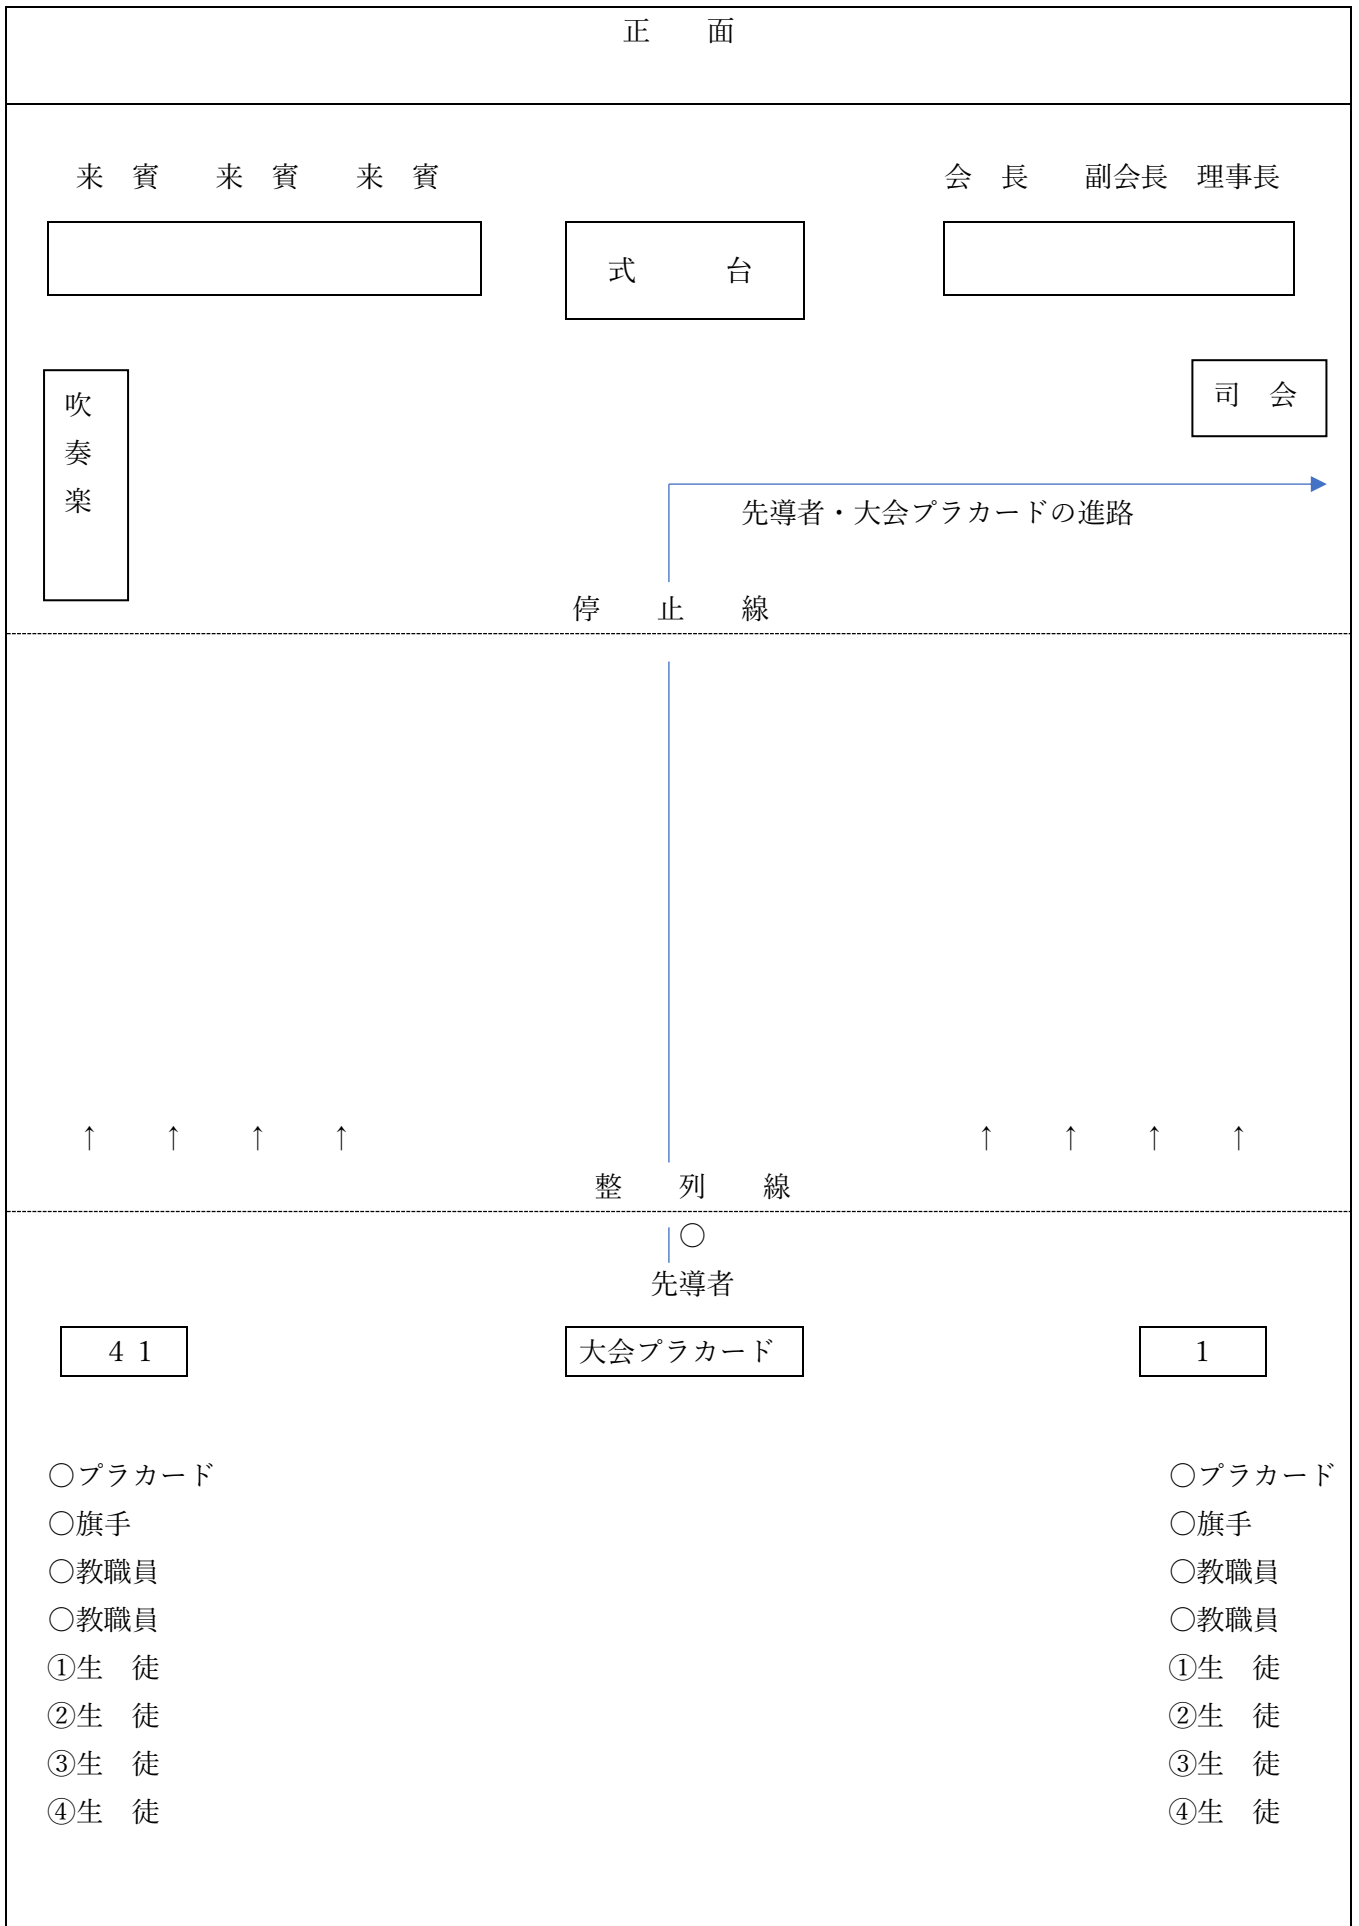 正　　面
来　賓　　来　賓　　来　賓
会　長　　副会長　理事長
式　　　台
吹奏楽
司　会
先導者・大会プラカードの進路
停　　止　　線
↑　　↑　　↑　　↑
↑　　↑　　↑　　↑
整　　列　　線
○
先導者
４１
大会プラカード
１
○プラカード
○旗手
○教職員
○教職員
①生　徒
②生　徒
③生　徒
④生　徒
○プラカード
○旗手
○教職員
○教職員
①生　徒
②生　徒
③生　徒
④生　徒